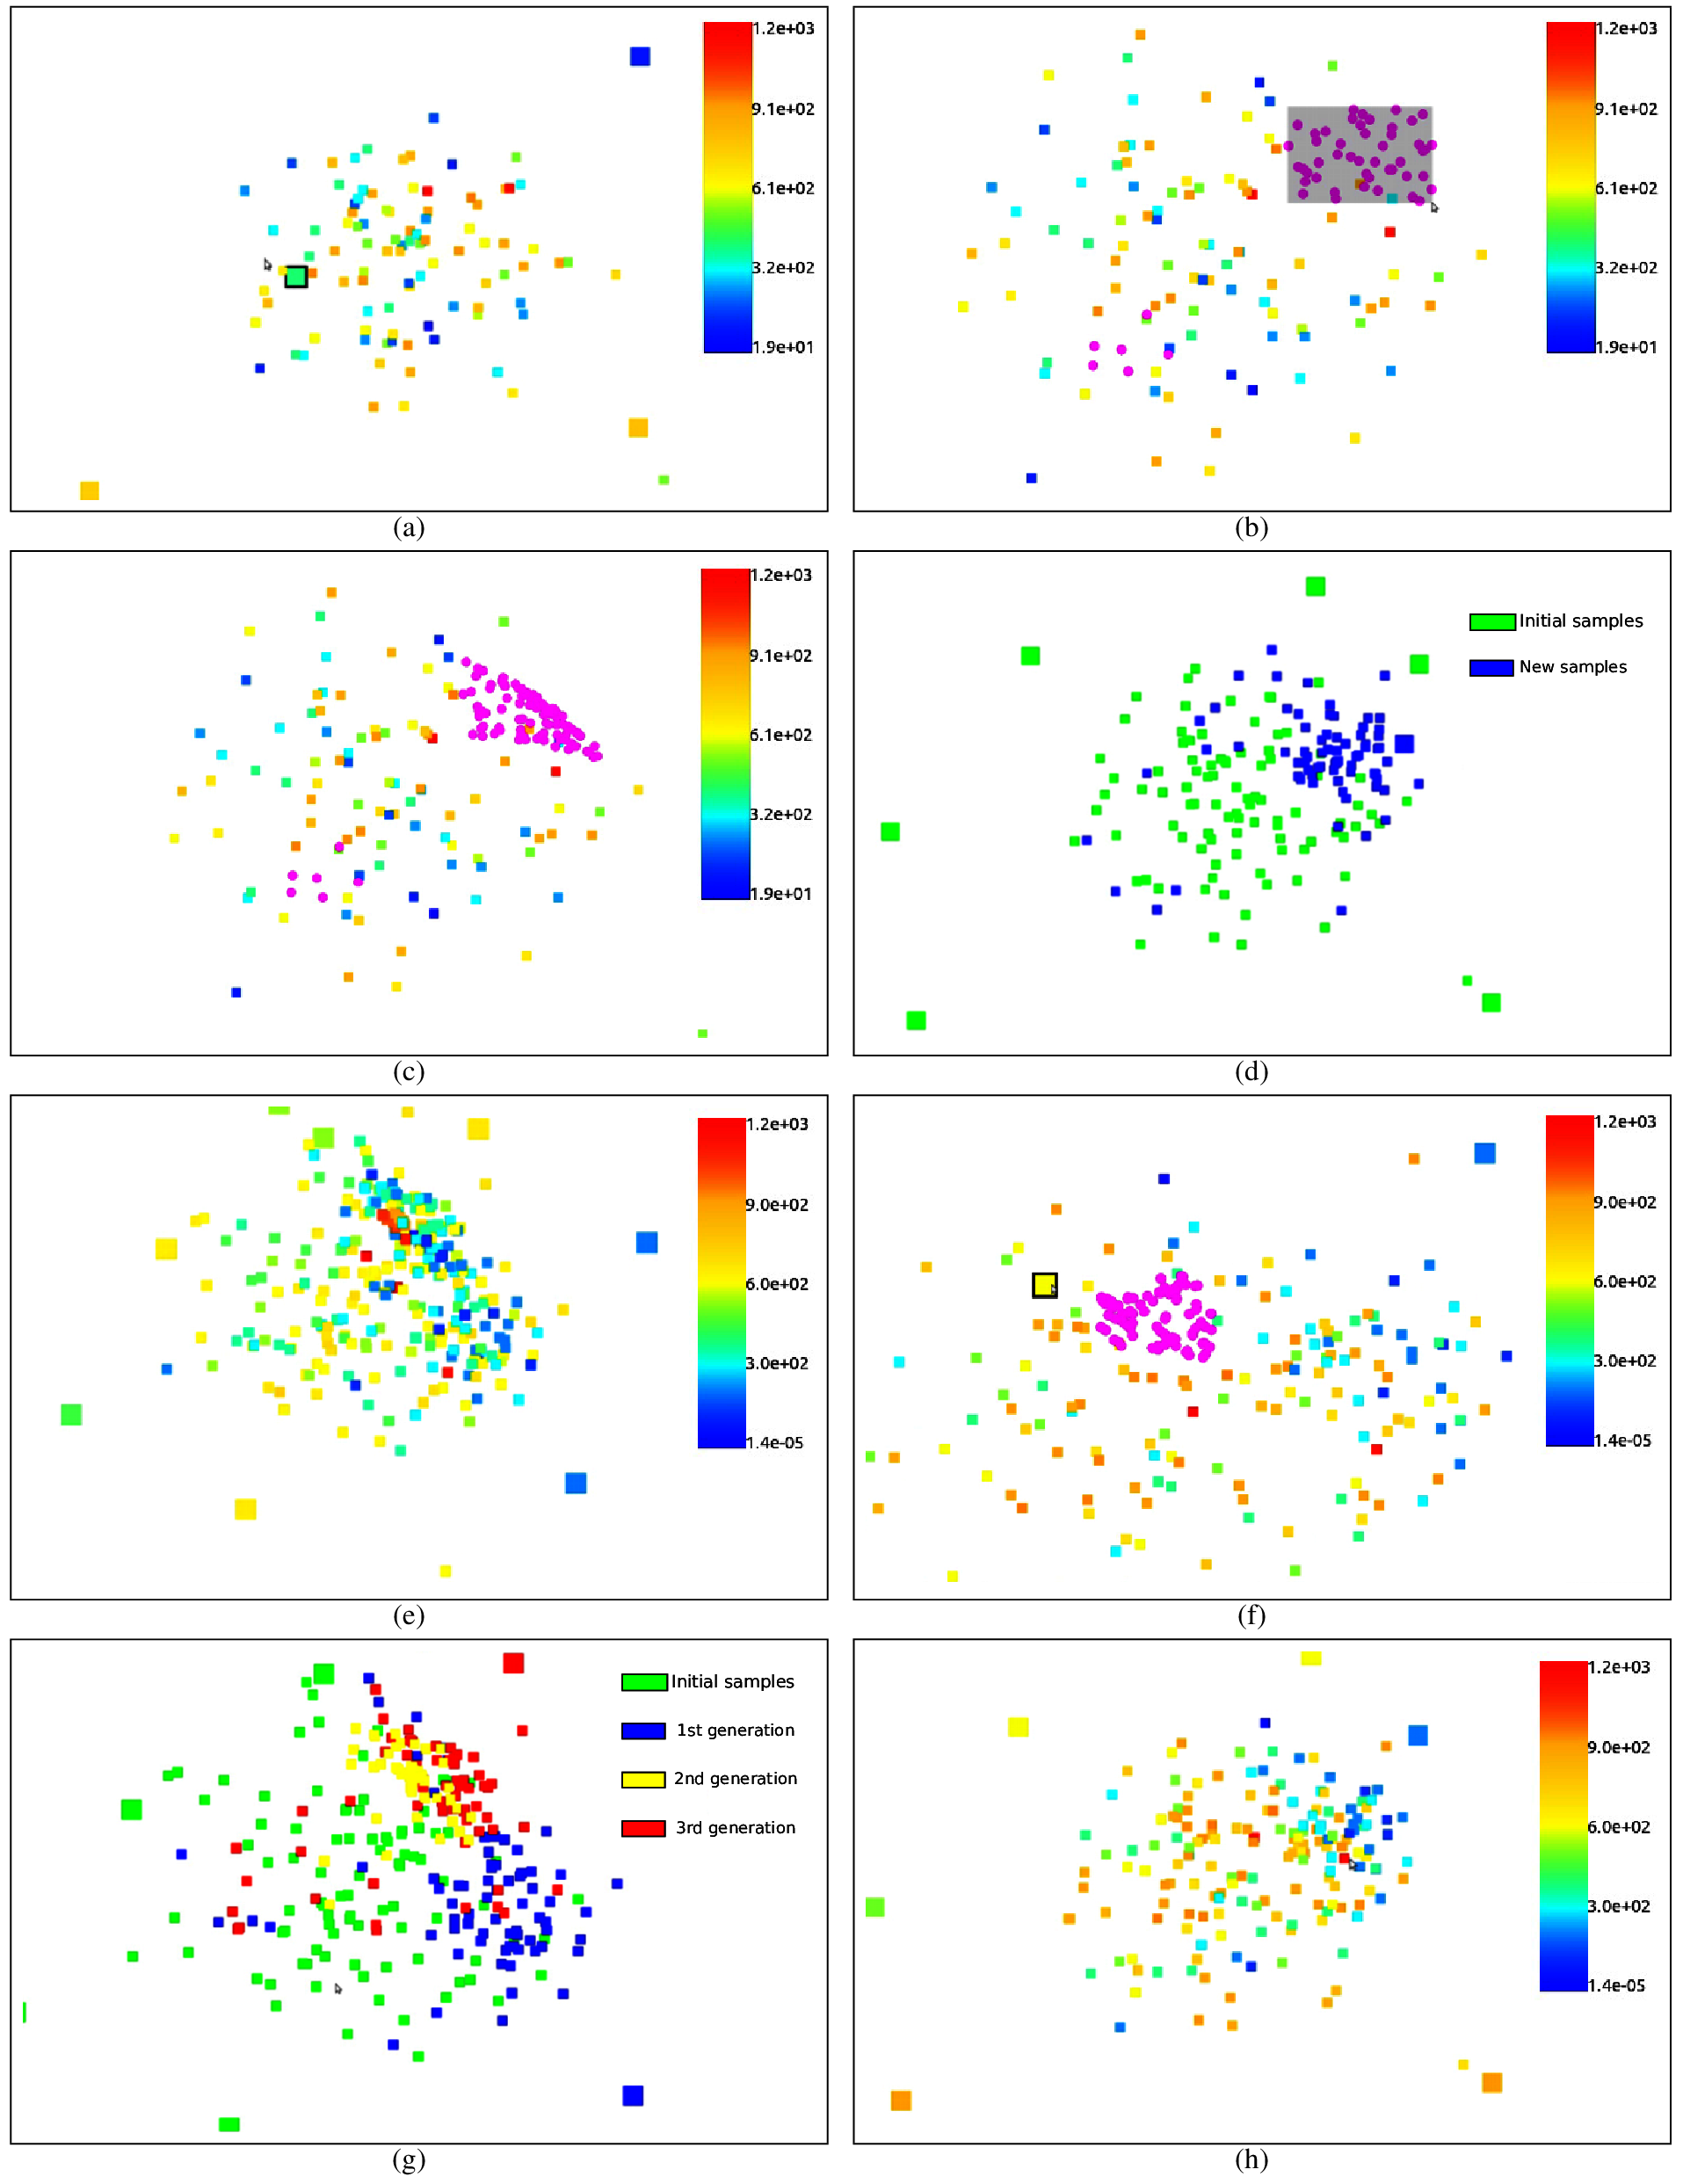 1.2e+03
9.1e+02
6.1e+02
3.2e+02
1.9e+01
(a)
1.2e+03
9.1e+02
6.1e+02
3.2e+02
1.9e+01
(b)
1.2e+03
9.1e+02
6.1e+02
3.2e+02
1.9e+01
(c)
Initial samples
New samples
(d)
1.2e+03
9.0e+02
6.0e+02
3.0e+02
1.4e-05
(e)
1.2e+03
9.0e+02
6.0e+02
3.0e+02
1.4e-05
(f)
Initial samples
1st generation
2nd generation
3rd generation
(g)
1.2e+03
9.0e+02
6.0e+02
3.0e+02
1.4e-05
(h)